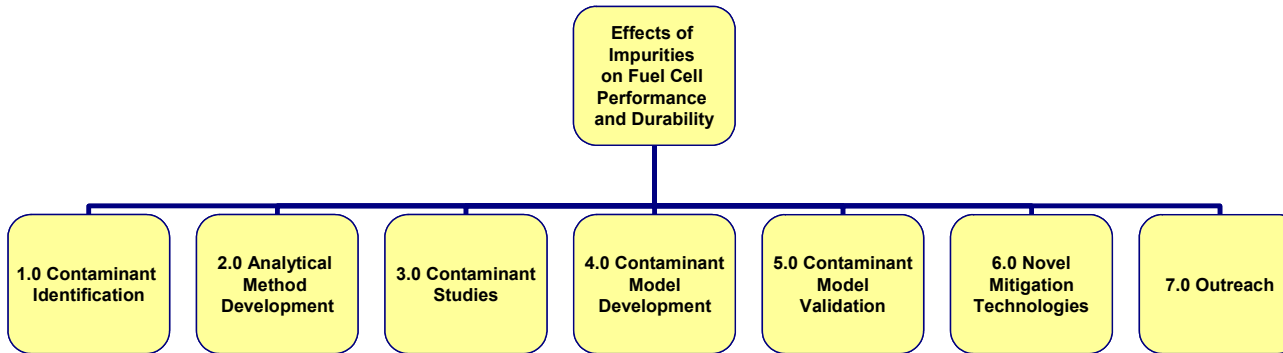 Effects of
Impurities
on Fuel Cell
Performance
and Durability
1.0 Contaminant
Identification
2.0 Analytical
Method
Development
3.0 Contaminant
Studies
4.0 Contaminant
Model
Development
5.0 Contaminant
Model
Validation
6.0 Novel
Mitigation
Technologies
7.0 Outreach